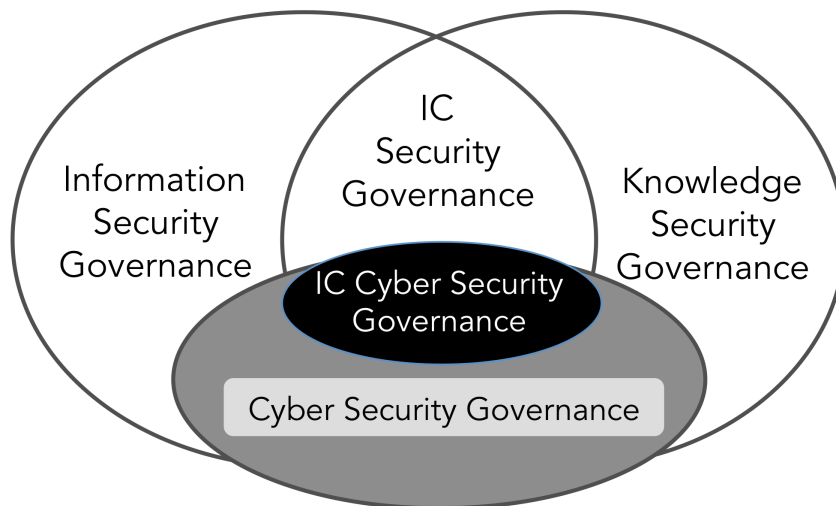 IC
Security
Governance
Information
Security
Governance
Knowledge
Security
Governance
IC Cyber Security
Governance
Cyber Security Governance